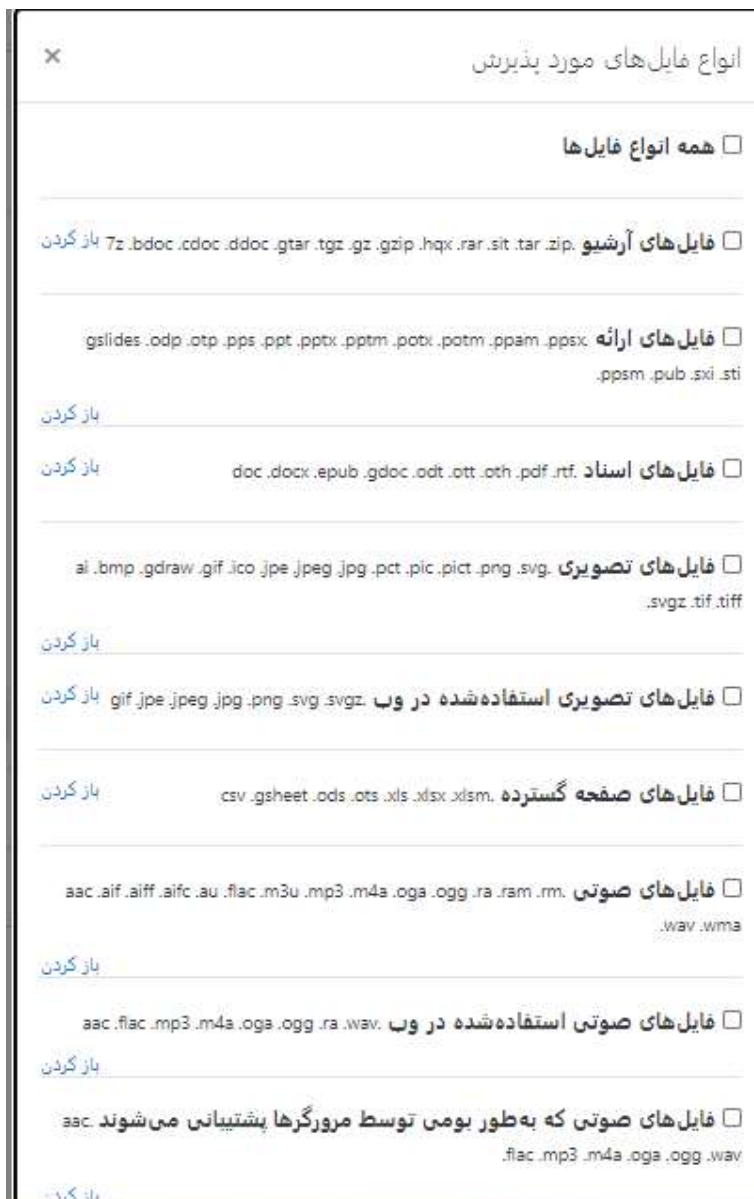 انواع فایل‌های مورد پذیرش ×
همه انواع فایل‌ها
فایل‌های آرشیو .7z .bdoc .cdoc .ddoc .gtar .tgz .gz .gzip .hqx .rar .sit .tar .zip باز کردن
فایل‌های ارائه .gslides .odp .otp .pps .ppt .pptx .pptm .potx .potm .ppam .ppsx
.ppsm .pub .sxi .sti
باز کردن
فایل‌های اسناد .doc .docx .epub .gdoc .odt .ott .oth .pdf .rtf باز کردن
فایل‌های تصویری .ai .bmp .gdraw .gif .ico .jpe .jpeg .jpg .pct .pic .pict .png .svg
.svgz .tif .tiff
باز کردن
فایل‌های تصویری استفاده‌شده در وب .gif .jpe .jpeg .jpg .png .svg .svgz باز کردن
فایل‌های صفحه گسترده .csv .gsheet .ods .ots .xls .xlsx .xlsm باز کردن
فایل‌های صوتی .aac .aif .aiff .aifc .au .flac .m3u .mp3 .m4a .oga .ogg .ra .ram .rm
.wav .wma
باز کردن
فایل‌های صوتی استفاده‌شده در وب .aac .flac .mp3 .m4a .oga .ogg .ra .wav
باز کردن
فایل‌های صوتی که به‌طور بومی توسط مرورگرها پشتیبانی می‌شوند .aac
.flac .mp3 .m4a .oga .ogg .wav
باز کردن